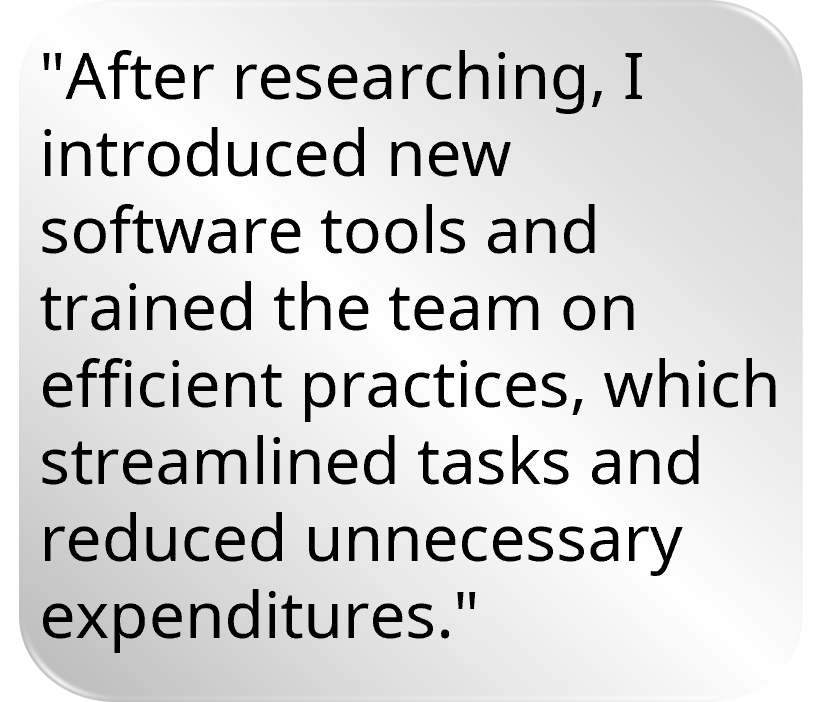 "After researching, I
introduced new
software tools and
trained the team on
efficient practices, which
streamlined tasks and
reduced unnecessary
expenditures."